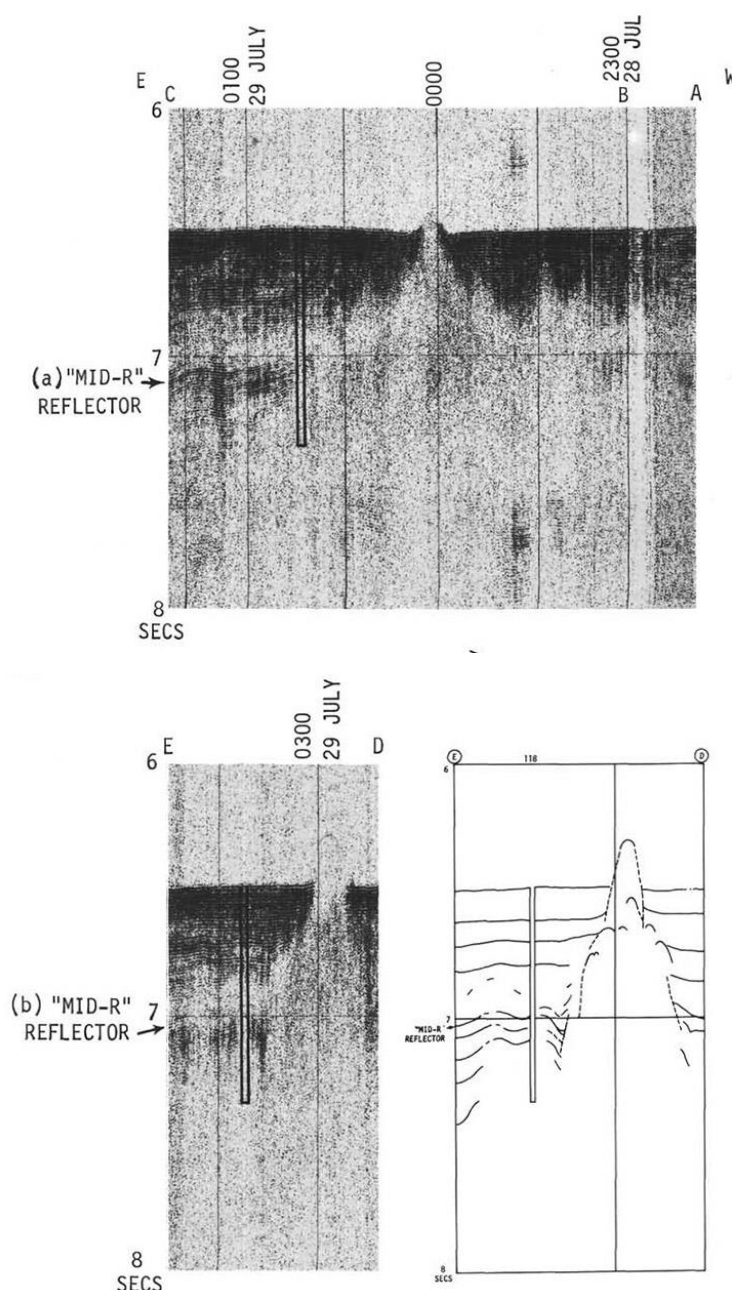 0100
29 JULY
0000
2300
28 JUL
E C B A W
6
7
(a) "MID-R"
REFLECTOR
8
SECS
0300
29 JULY
6 E D
7
(b) "MID-R"
REFLECTOR
8
SECS
E 118 D
6
7
"MID-R"
REFLECTOR
8
SECS